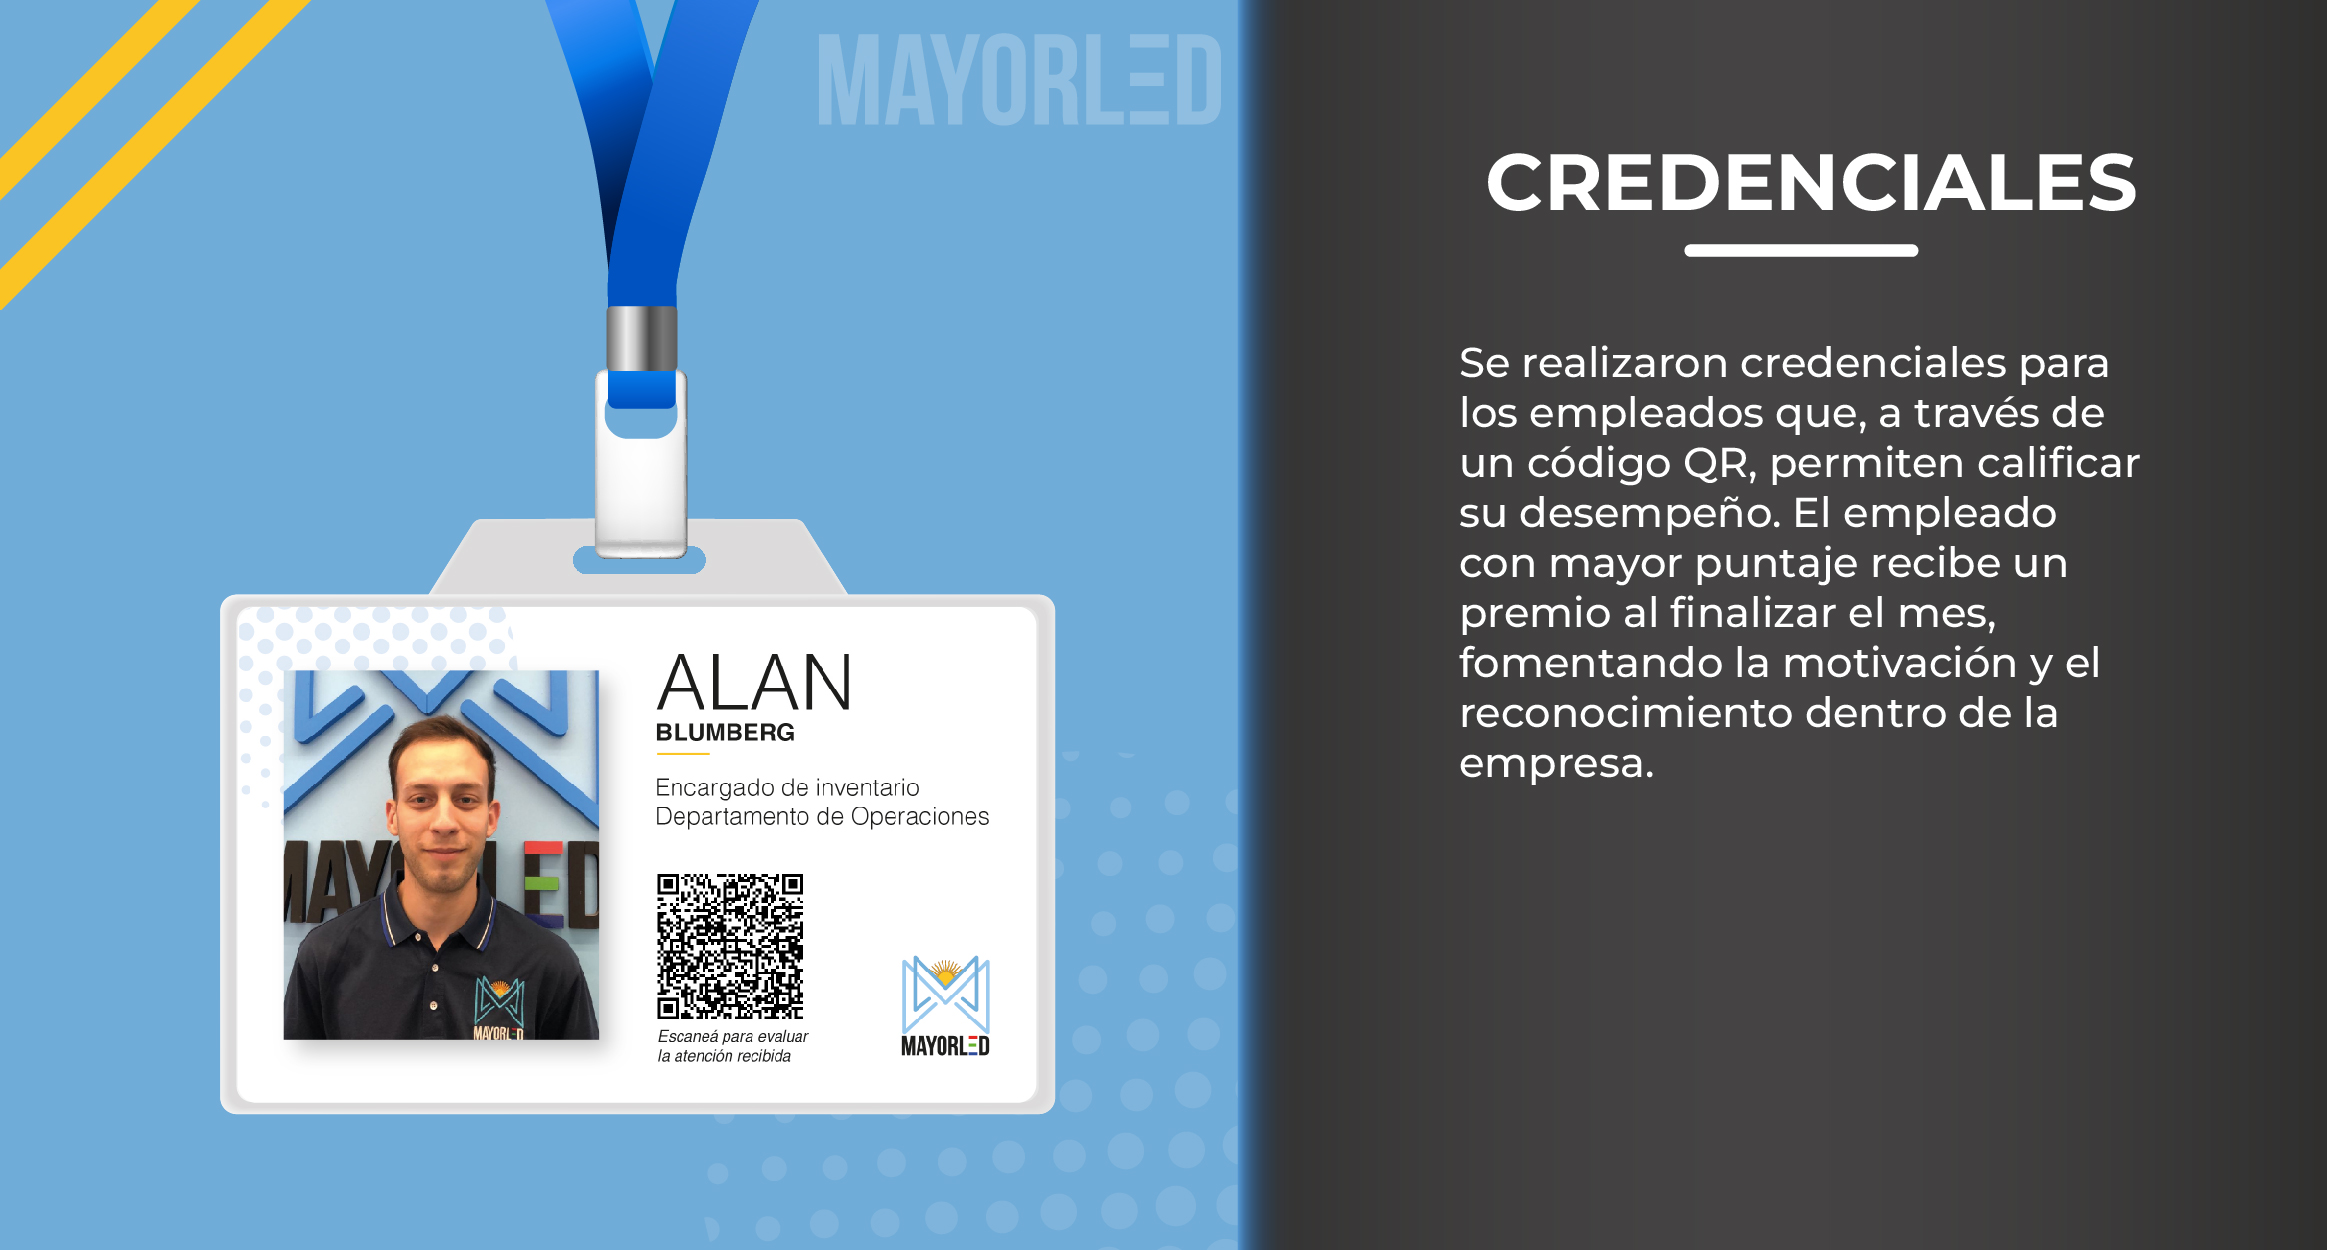 MAYORLED
CREDENCIALES
Se realizaron credenciales para
los empleados que, a través de
un código QR, permiten calificar
su desempeño. El empleado
con mayor puntaje recibe un
premio al finalizar el mes,
fomentando la motivación y el
reconocimiento dentro de la
empresa.
ALAN
BLUMBERG
Encargado de inventario
Departamento de Operaciones
MAYORLED
MAYORLED
Escaneá para evaluar
la atención recibida
MAYORLED